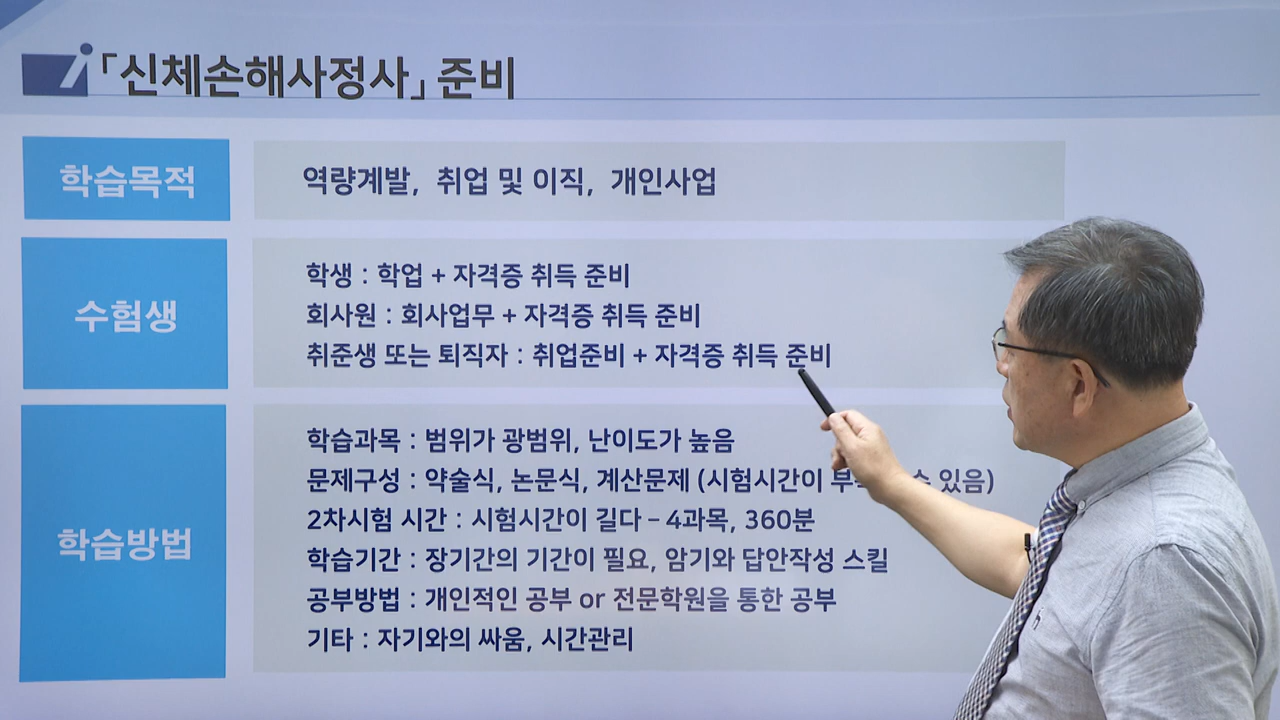 「신체손해사정사」 준비
학습목적
역량계발, 취업 및 이직, 개인사업
수험생
학생 : 학업 + 자격증 취득 준비
회사원 : 회사업무 + 자격증 취득 준비
취준생 또는 퇴직자 : 취업준비 + 자격증 취득 준비
학습방법
학습과목 : 범위가 광범위, 난이도가 높음
문제구성 : 약술식, 논문식, 계산문제 (시험시간이 수 있음)
2차시험 시간 : 시험시간이 길다 – 4과목, 360분
학습기간 : 장기간의 기간이 필요, 암기와 답안작성 스킬
공부방법 : 개인적인 공부 or 전문학원을 통한 공부
기타 : 자기와의 싸움, 시간관리